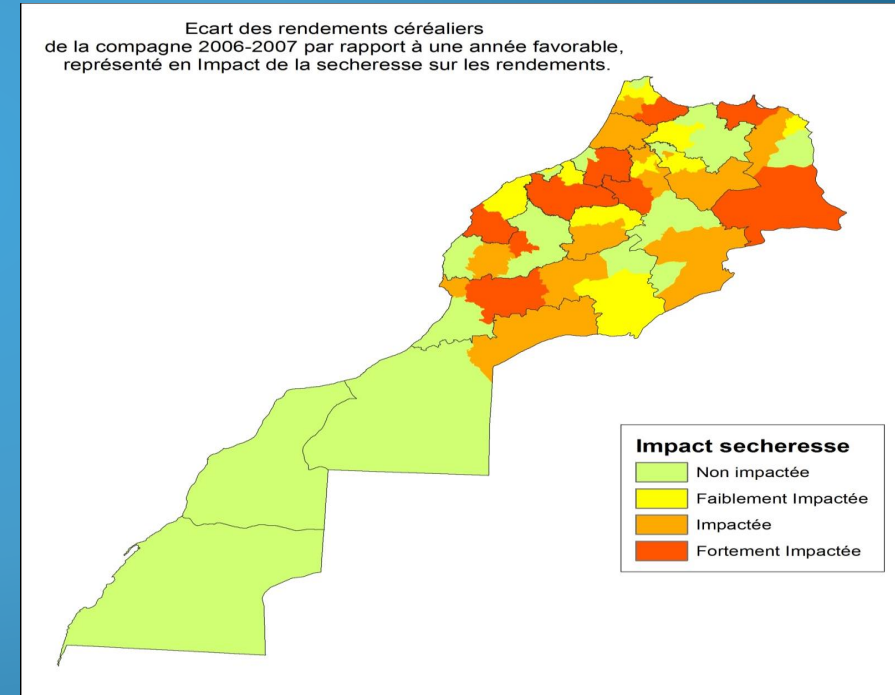 Ecart des rendements céréaliers
de la compagne 2006-2007 par rapport à une année favorable,
représenté en Impact de la secheresse sur les rendements.
Impact secheresse
Non impactée
Faiblement Impactée
Impactée
Fortement Impactée